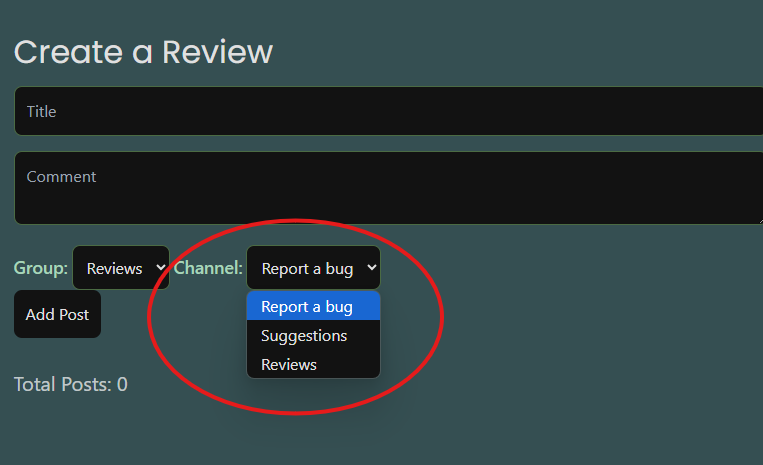 Create a Review
Title
Comment
Group: Reviews Channel: Report a bug
Report a bug
Add Post
Suggestions
Reviews
Total Posts: 0